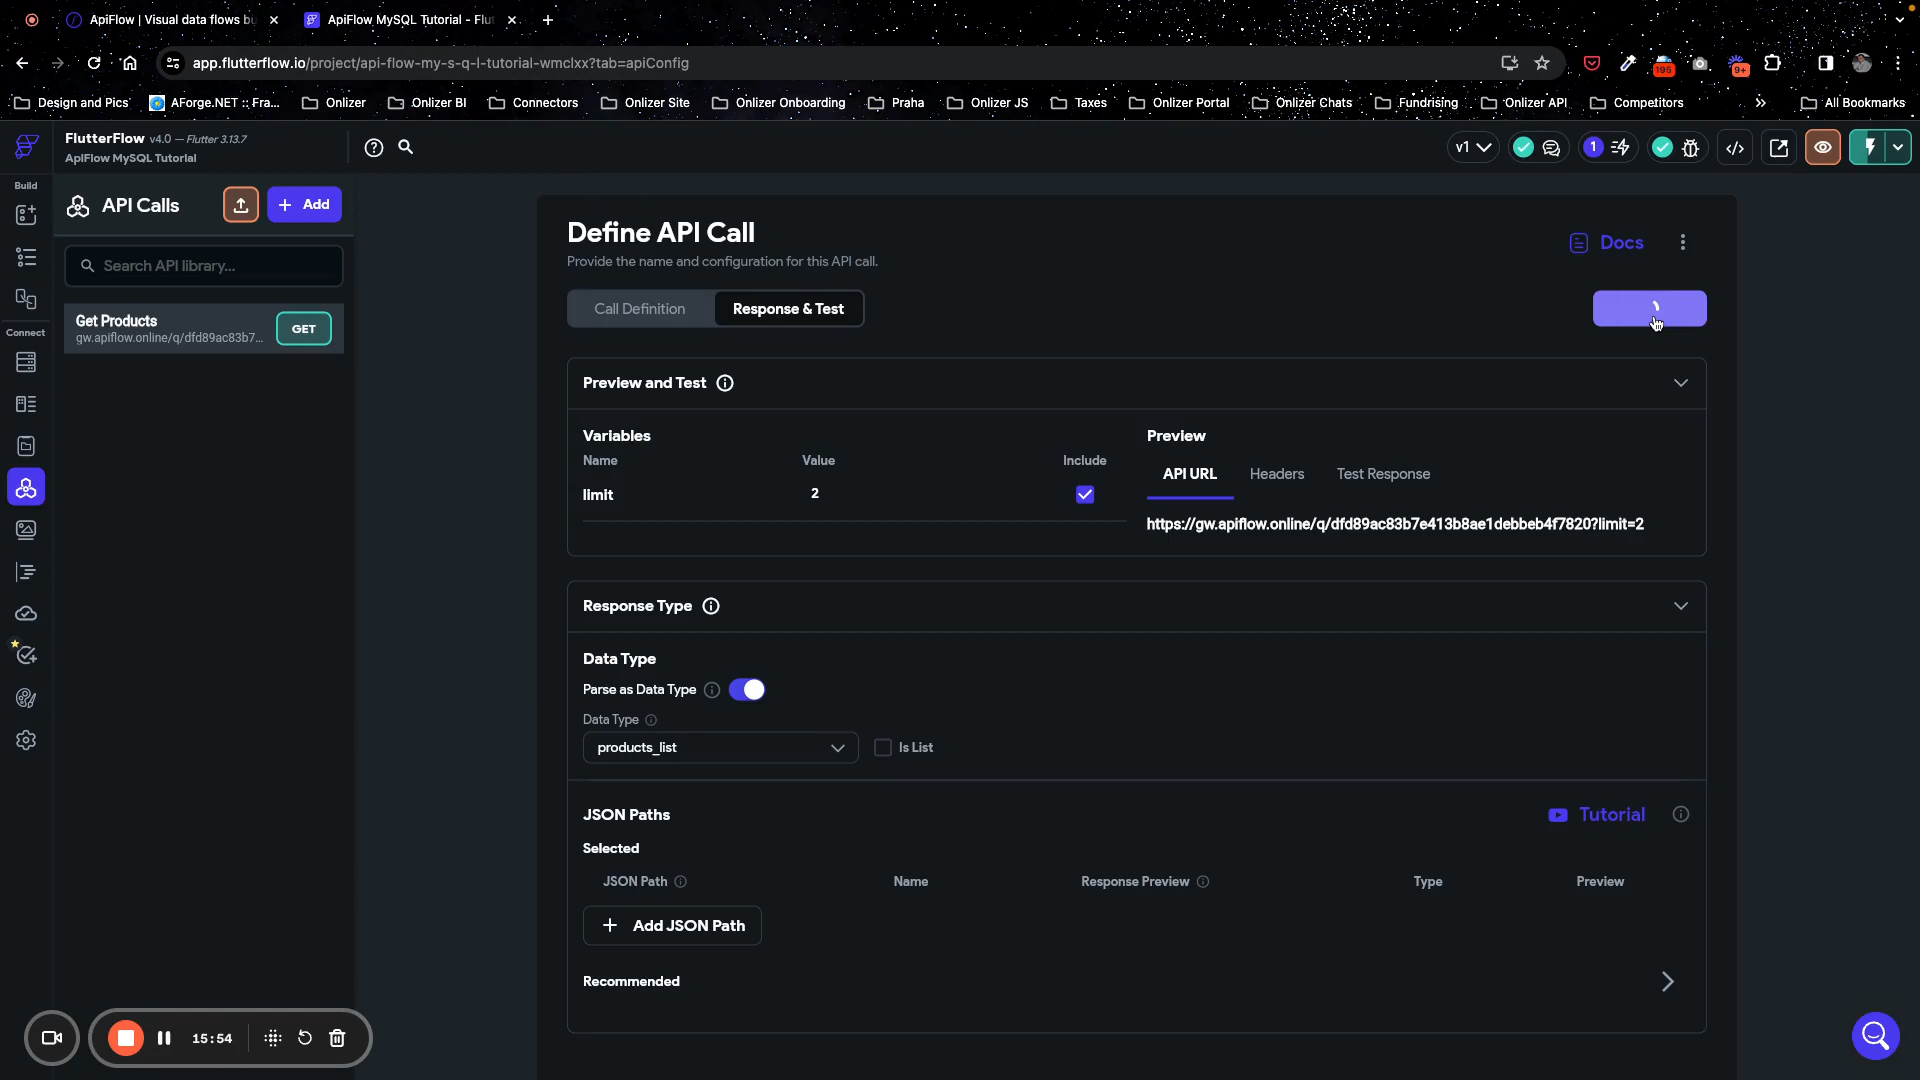 ApiFlow | Visual data flows bu
ApiFlow MySQL Tutorial - Flut
app.flutterflow.io/project/api-flow-my-s-q-l-tutorial-wmclxx?tab=apiConfig
195
9+
Design and Pics
AForge.NET :: Fra...
Onlizer
Onlizer BI
Connectors
Onlizer Site
Onlizer Onboarding
Praha
Onlizer JS
Taxes
Onlizer Portal
Onlizer Chats
Fundrising
Onlizer API
Competitors
»
All Bookmarks
FlutterFlow v4.0 — Flutter 3.13.7
ApiFlow MySQL Tutorial
v1
1
Build
Connect
API Calls
+ Add
Search API library...
Get Products
gw.apiflow.online/q/dfd89ac83b7...
GET
Define API Call
Provide the name and configuration for this API call.
Docs
Call Definition
Response & Test
Preview and Test
Variables
Name Value Include
limit 2
Preview
API URL Headers Test Response
https://gw.apiflow.online/q/dfd89ac83b7e413b8ae1debbeb4f7820?limit=2
Response Type
Data Type
Parse as Data Type
Data Type
products_list
Is List
JSON Paths
Tutorial
Selected
JSON Path Name Response Preview Type Preview
+ Add JSON Path
Recommended
15:54